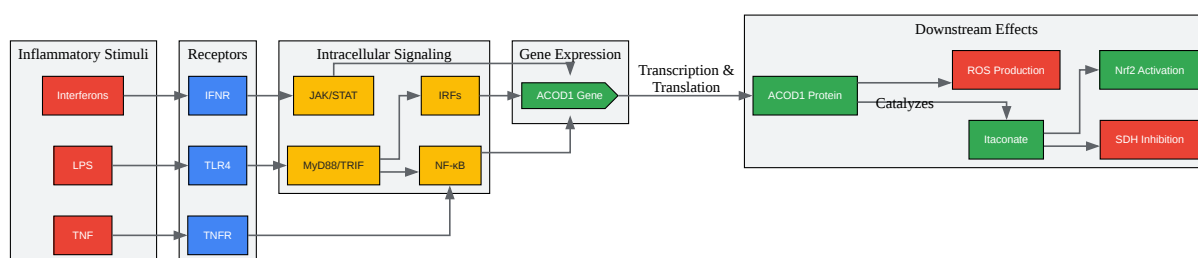 Inflammatory Stimuli
Interferons
LPS
TNF
Receptors
IFNR
TLR4
TNFR
Intracellular Signaling
JAK/STAT
IRFs
MyD88/TRIF
NF-κB
Gene Expression
ACOD1 Gene
Transcription &
Translation
Downstream Effects
ACOD1 Protein
Catalyzes
ROS Production
Nrf2 Activation
Itaconate
SDH Inhibition